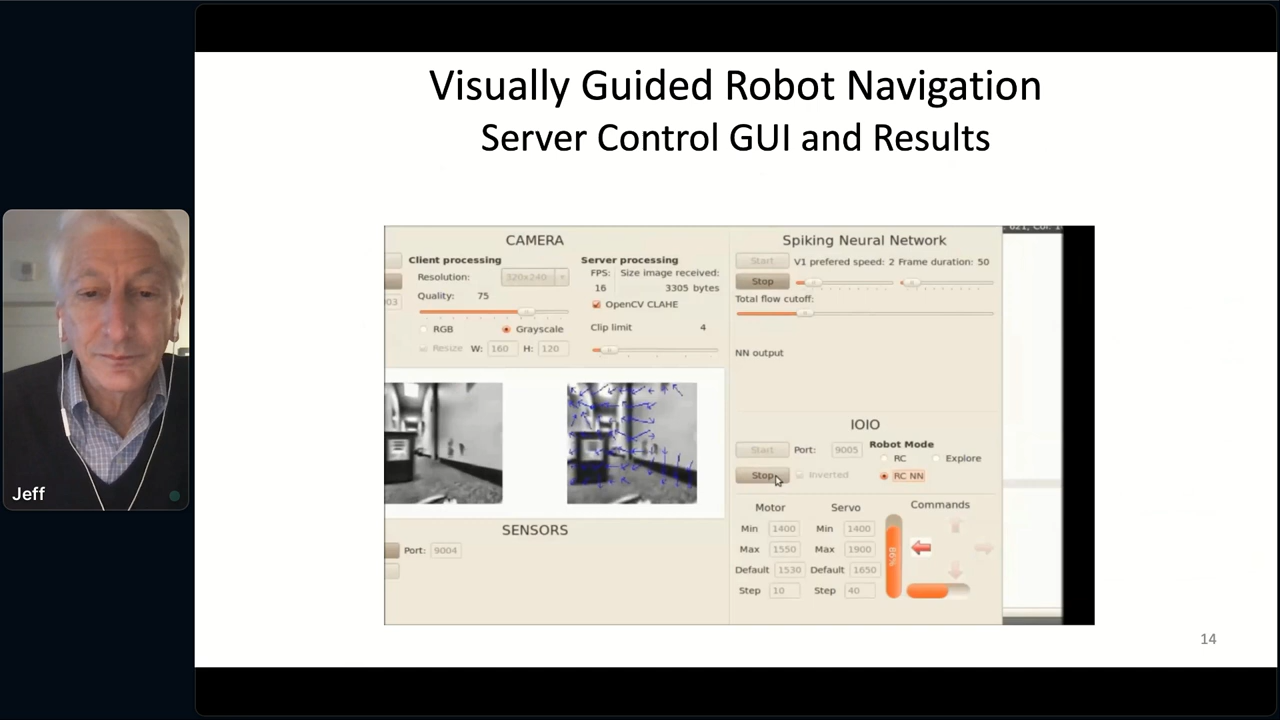 Visually Guided Robot Navigation
Server Control GUI and Results
CAMERA
Client processing
Resolution: 320x240
Quality: 75
RGB Grayscale
Resize W: 160 H: 120
Server processing
FPS: Size image received:
16 3305 bytes
OpenCV CLAHE
Clip limit 4
SENSORS
Port: 9004
Spiking Neural Network
Start V1 prefered speed: 2 Frame duration: 50
Stop
Total flow cutoff:
NN output
IOIO
Start Port: 9005 Robot Mode
RC Explore
Stop Inverted RC NN
Motor Servo Commands
Min 1400 Min 1400
Max 1550 Max 1900
Default 1530 Default 1650
Step 10 Step 40
86%
Jeff
14